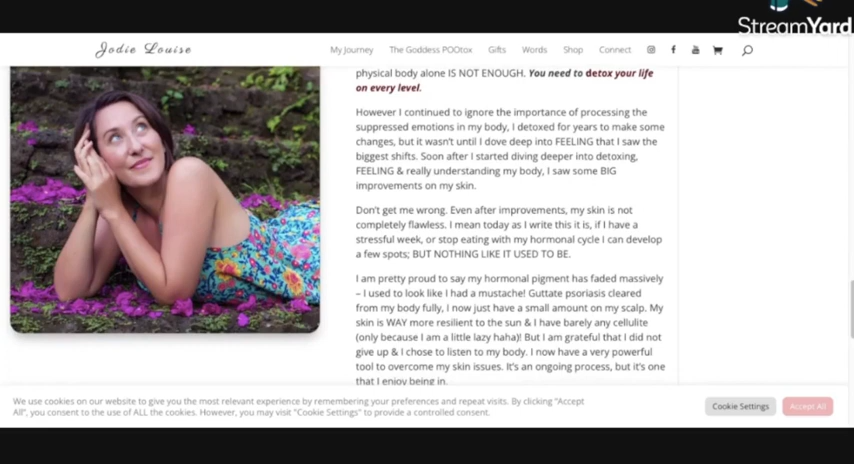 StreamYard
Jodie Louise
My Journey The Goddess POOtox Gifts Words Shop Connect
physical body alone IS NOT ENOUGH. You need to detox your life
on every level.
However I continued to ignore the importance of processing the
suppressed emotions in my body, I detoxed for years to make some
changes, but it wasn't until I dove deep into FEELING that I saw the
biggest shifts. Soon after I started diving deeper into detoxing,
FEELING & really understanding my body, I saw some BIG
improvements on my skin.
Don't get me wrong. Even after improvements, my skin is not
completely flawless. I mean today as I write this it is, if I have a
stressful week, or stop eating with my hormonal cycle I can develop
a few spots; BUT NOTHING LIKE IT USED TO BE.
I am pretty proud to say my hormonal pigment has faded massively
– I used to look like I had a mustache! Guttate psoriasis cleared
from my body fully, I now just have a small amount on my scalp. My
skin is WAY more resilient to the sun & I have barely any cellulite
(only because I am a little lazy haha)! But I am grateful that I did not
give up & I chose to listen to my body. I now have a very powerful
tool to overcome my skin issues. It's an ongoing process, but it's one
that I enjoy being in.
We use cookies on our website to give you the most relevant experience by remembering your preferences and repeat visits. By clicking "Accept
All", you consent to the use of ALL the cookies. However, you may visit "Cookie Settings" to provide a controlled consent.
Cookie Settings
Accept All